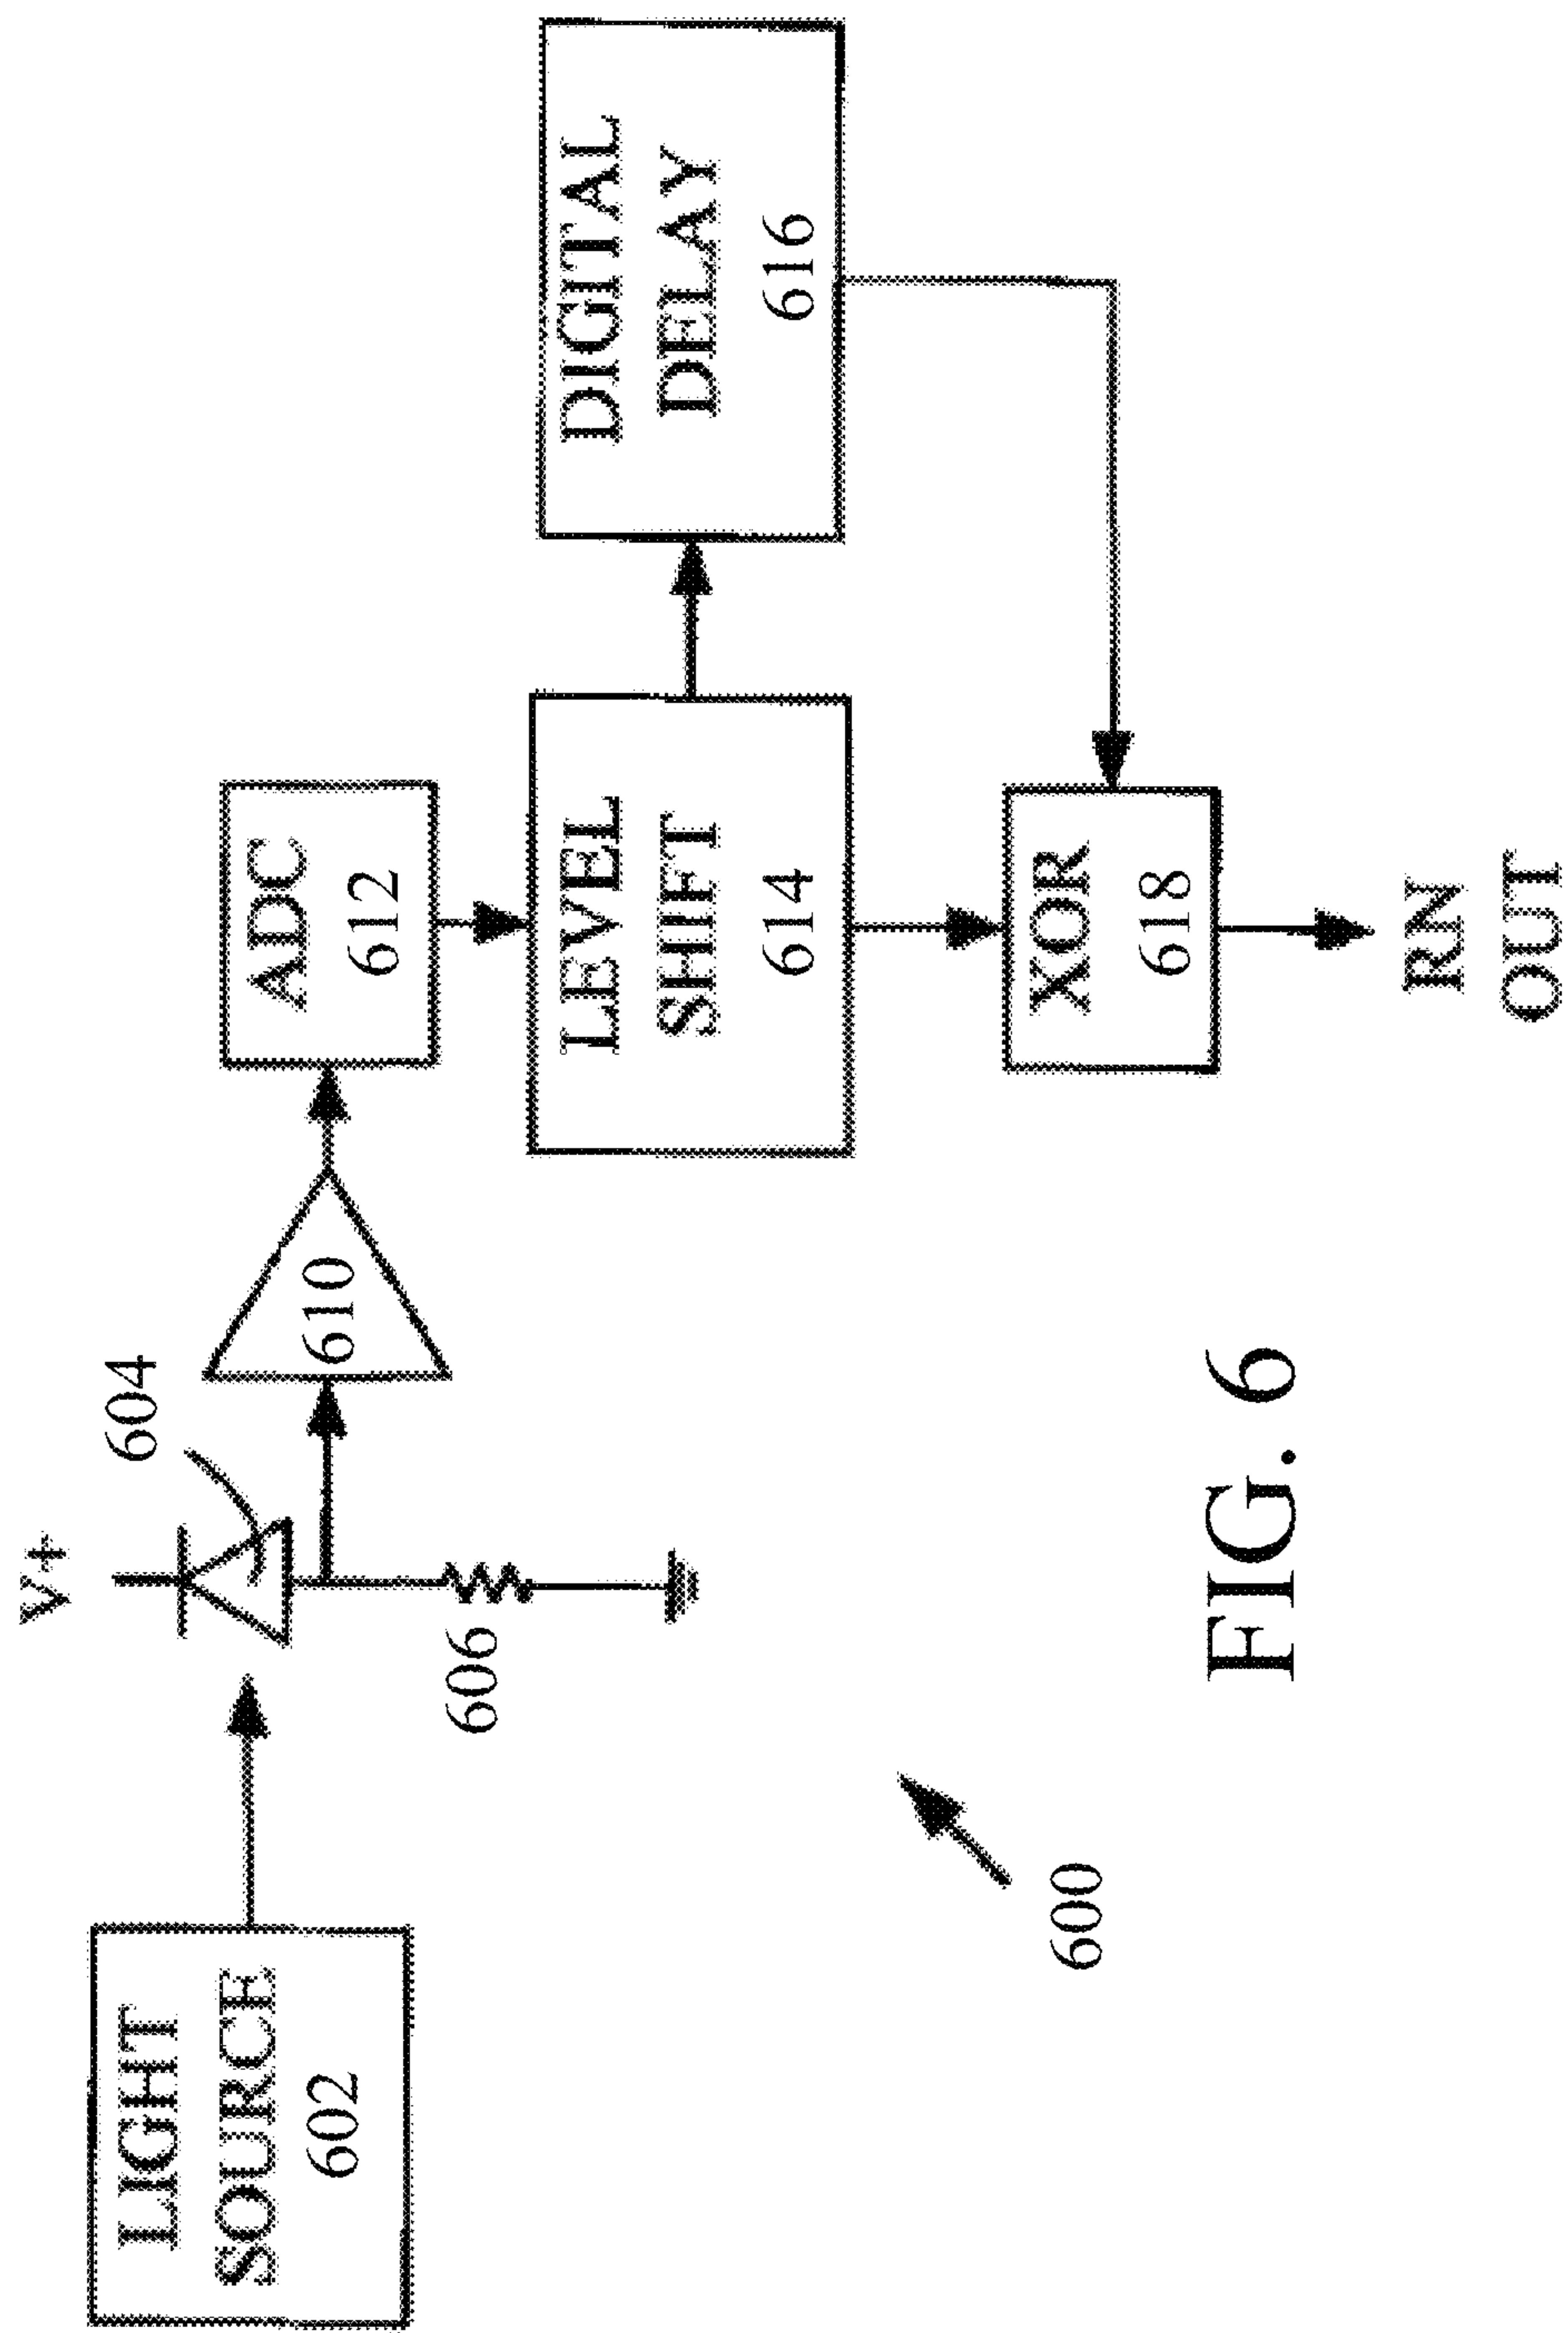 LIGHT
SOURCE
602
V+
604
606
610
ADC
612
LEVEL
SHIFT
614
DIGITAL
DELAY
616
XOR
618
RN
OUT
600
FIG. 6